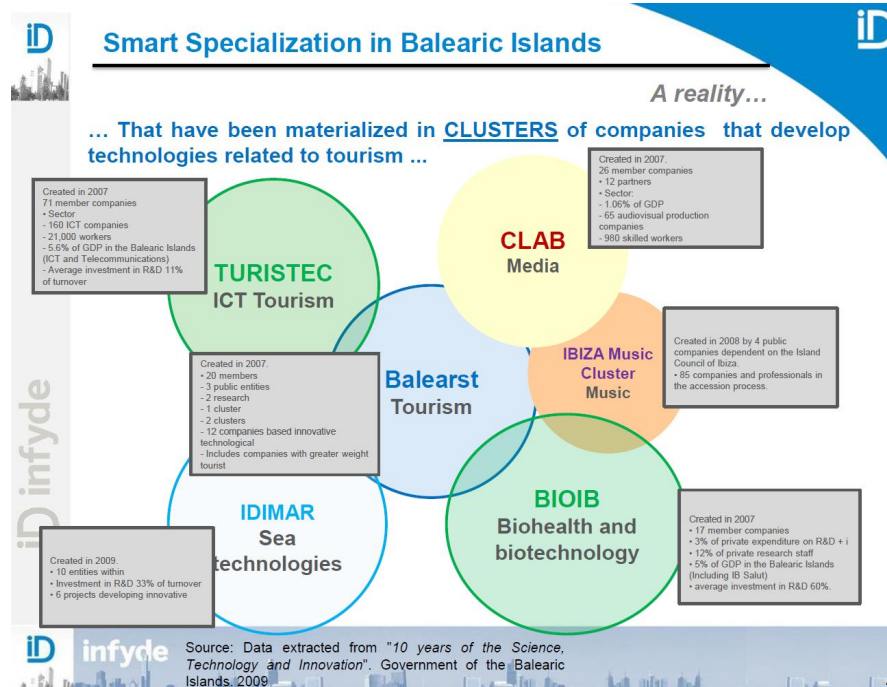 iD
iD
Smart Specialization in Balearic Islands
A reality…
… That have been materialized in CLUSTERS of companies that develop
technologies related to tourism ...
Created in 2007
71 member companies
• Sector
- 160 ICT companies
- 21,000 workers
- 5.6% of GDP in the Balearic Islands
(ICT and Telecommunications)
- Average investment in R&D 11%
of turnover
TURISTEC
ICT Tourism
CLAB
Media
Created in 2007.
26 member companies
• 12 partners
• Sector:
- 1.06% of GDP
- 65 audiovisual production
companies
- 980 skilled workers
Created in 2007.
• 20 members
- 3 public entities
- 2 research
- 1 cluster
- 2 clusters
- 12 companies based innovative
technological
- Includes companies with greater weight
tourist
Balearst
Tourism
IBIZA Music
Cluster
Music
Created in 2008 by 4 public
companies dependent on the Island
Council of Ibiza.
• 85 companies and professionals in
the accession process.
IDIMAR
Sea
technologies
Created in 2009.
• 10 entities within
• Investment in R&D 33% of turnover
• 6 projects developing innovative
BIOIB
Biohealth and
biotechnology
Created in 2007
• 17 member companies
• 3% of private expenditure on R&D + i
• 12% of private research staff
• 5% of GDP in the Balearic Islands
(Including IB Salut)
• average investment in R&D 60%.
iD infyde
iD infyde
Source: Data extracted from "10 years of the Science,
Technology and Innovation". Government of the Balearic
Islands. 2009